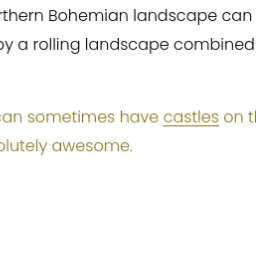 rthern Bohemian landscape can
by a rolling landscape combined
can sometimes have castles on th
olutely awesome.